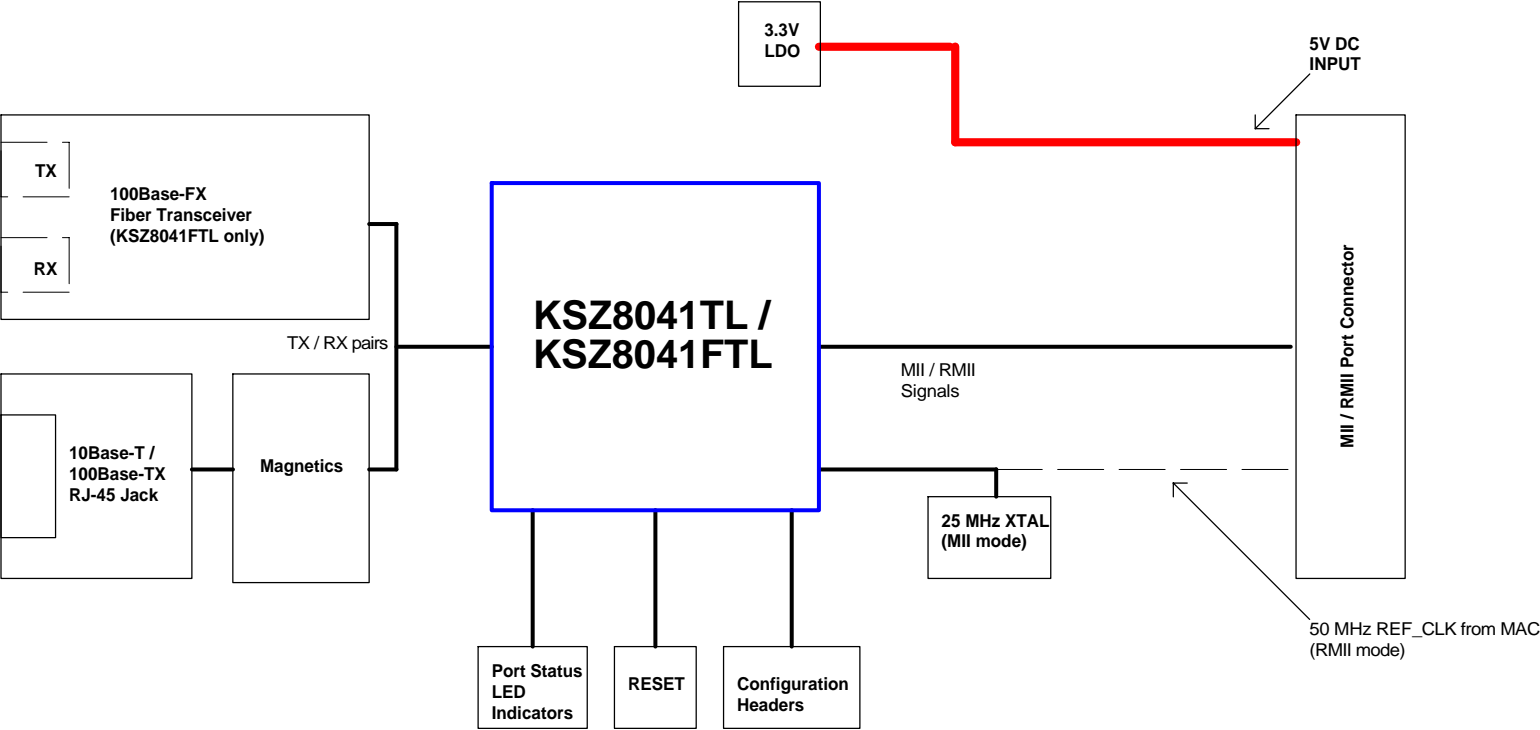 3.3V
LDO
5V DC
INPUT
TX
100Base-FX
Fiber Transceiver
(KSZ8041FTL only)
RX
KSZ8041TL /
KSZ8041FTL
MII / RMII Port Connector
TX / RX pairs
MII / RMII
Signals
10Base-T /
100Base-TX
RJ-45 Jack
Magnetics
25 MHz XTAL
(MII mode)
50 MHz REF_CLK from MAC
(RMII mode)
Port Status
LED
Indicators
RESET
Configuration
Headers